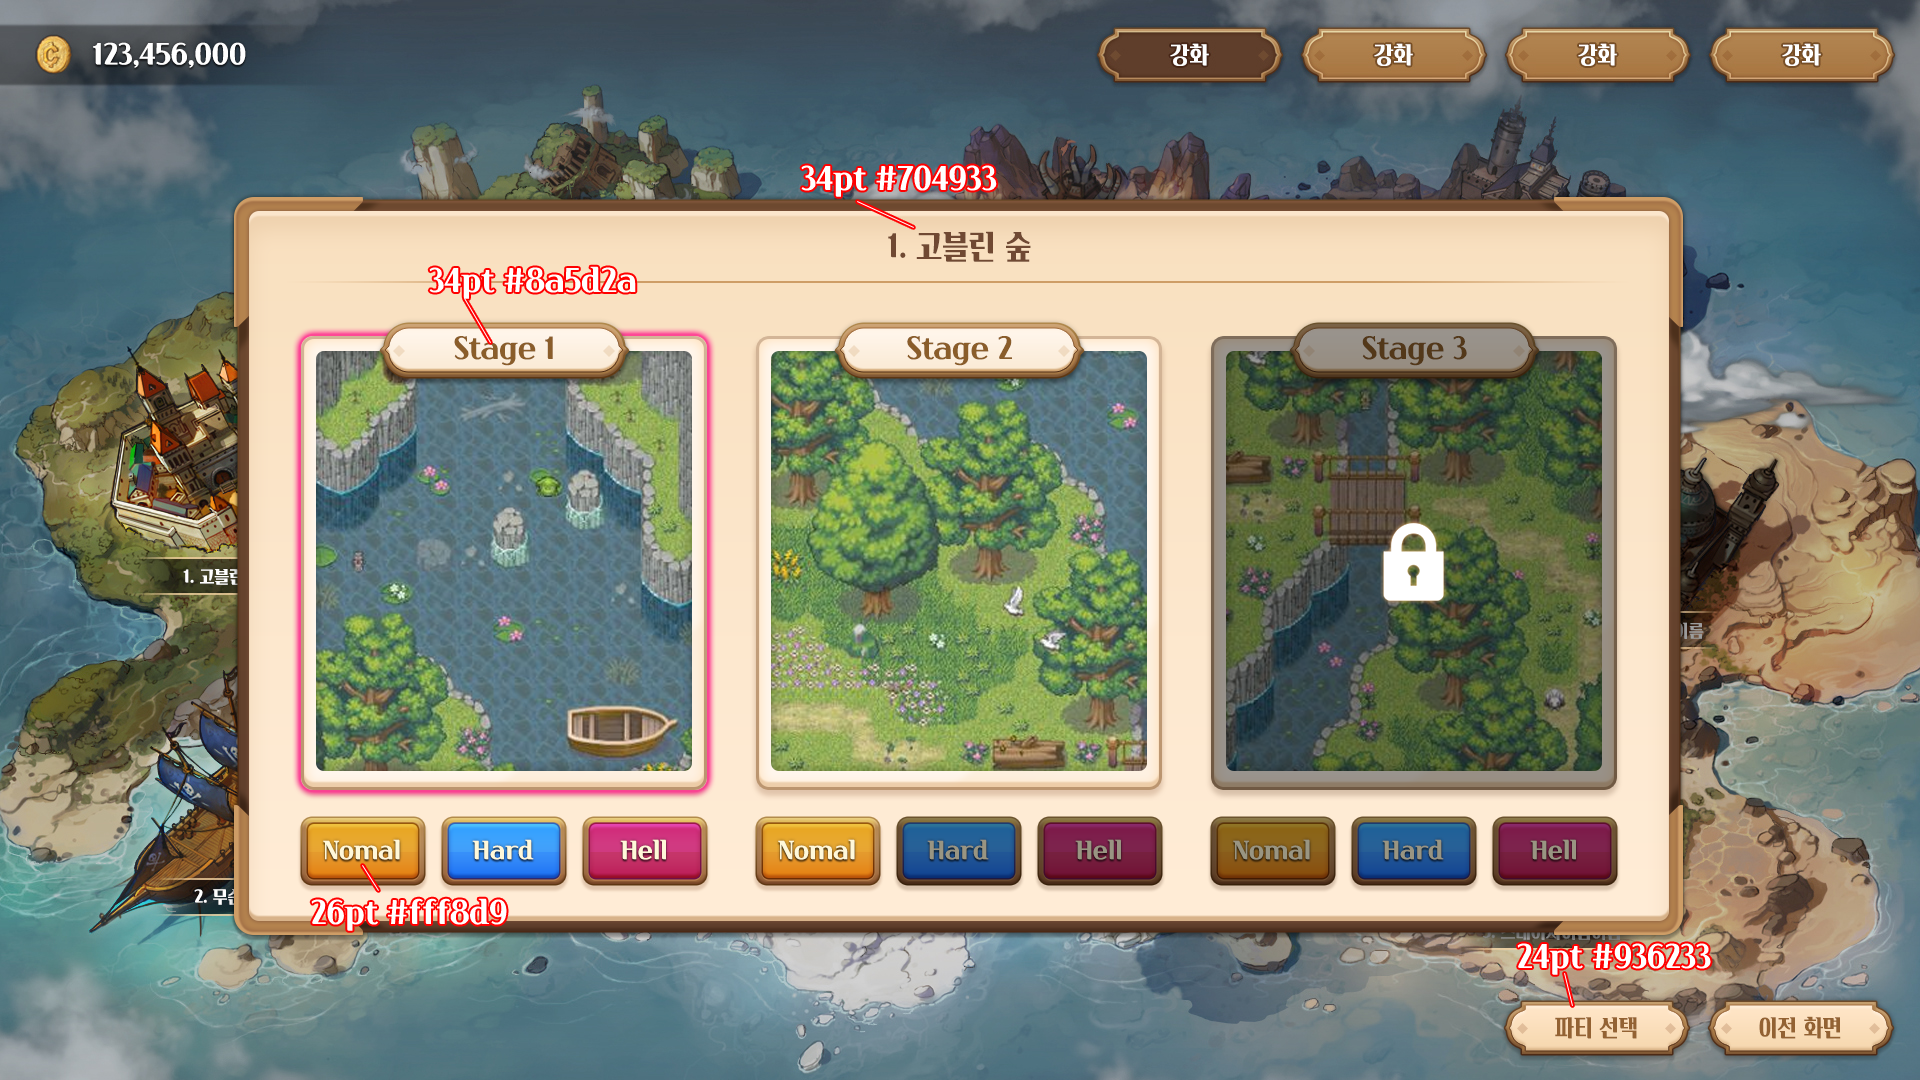 123,456,000
강화
강화
강화
강화
34pt #704933
1. 고블린 숲
34pt #8a5d2a
Stage 1
Stage 2
Stage 3
1. 고블린
이름
Nomal
Hard
Hell
Nomal
Hard
Hell
Nomal
Hard
Hell
2. 무
26pt #fff8d9
24pt #936233
파티 선택
이전 화면